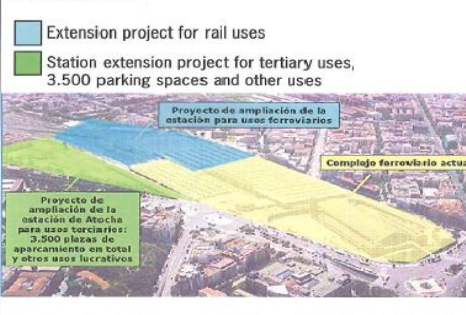 Extension project for rail uses
Station extension project for tertiary uses,
3.500 parking spaces and other uses
Proyecto de ampliación de la
estación para usos ferroviarios
Complejo ferroviario actua
Proyecto de
ampliación de la
estación de Atocha
para usos terciarios:
3.500 plazas de
aparcamiento en total
y otros usos lucrativos